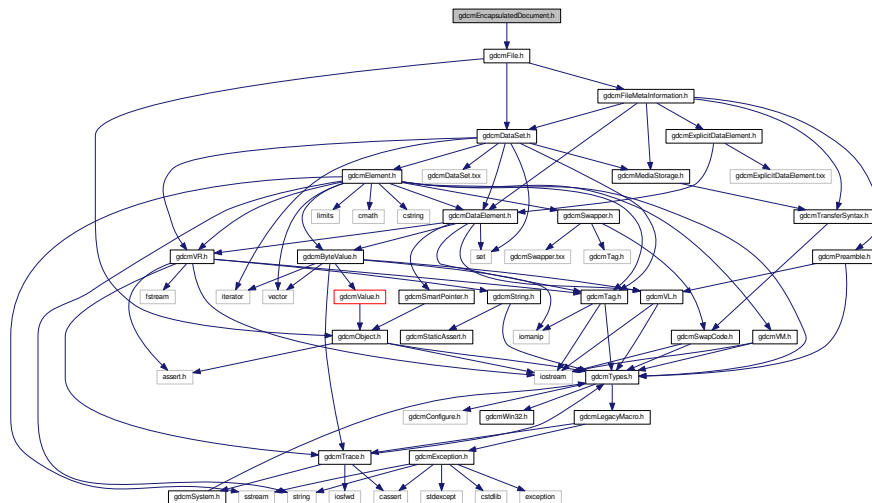 gdcmEncapsulatedDocument.h
gdcmFile.h
gdcmFileMetaInformation.h
gdcmDataSet.h
gdcmExplicitDataElement.h
gdcmElement.h
gdcmDataSet.txx
gdcmMediaStorage.h
gdcmExplicitDataElement.txx
limits
cmath
cstring
gdcmDataElement.h
gdcmSwapper.h
gdcmTransferSyntax.h
gdcmVR.h
gdcmByteValue.h
set
gdcmSwapper.txx
gdcmTag.h
gdcmPreamble.h
fstream
iterator
vector
gdcmValue.h
gdcmSmartPointer.h
gdcmString.h
gdcmTag.h
gdcmVL.h
gdcmObject.h
gdcmStaticAssert.h
iomanip
gdcmSwapCode.h
gdcmVM.h
assert.h
iostream
gdcmTypes.h
gdcmConfigure.h
gdcmWin32.h
gdcmLegacyMacro.h
gdcmTrace.h
gdcmException.h
gdcmSystem.h
sstream
string
iosfwd
cassert
stdexcept
cstdlib
exception